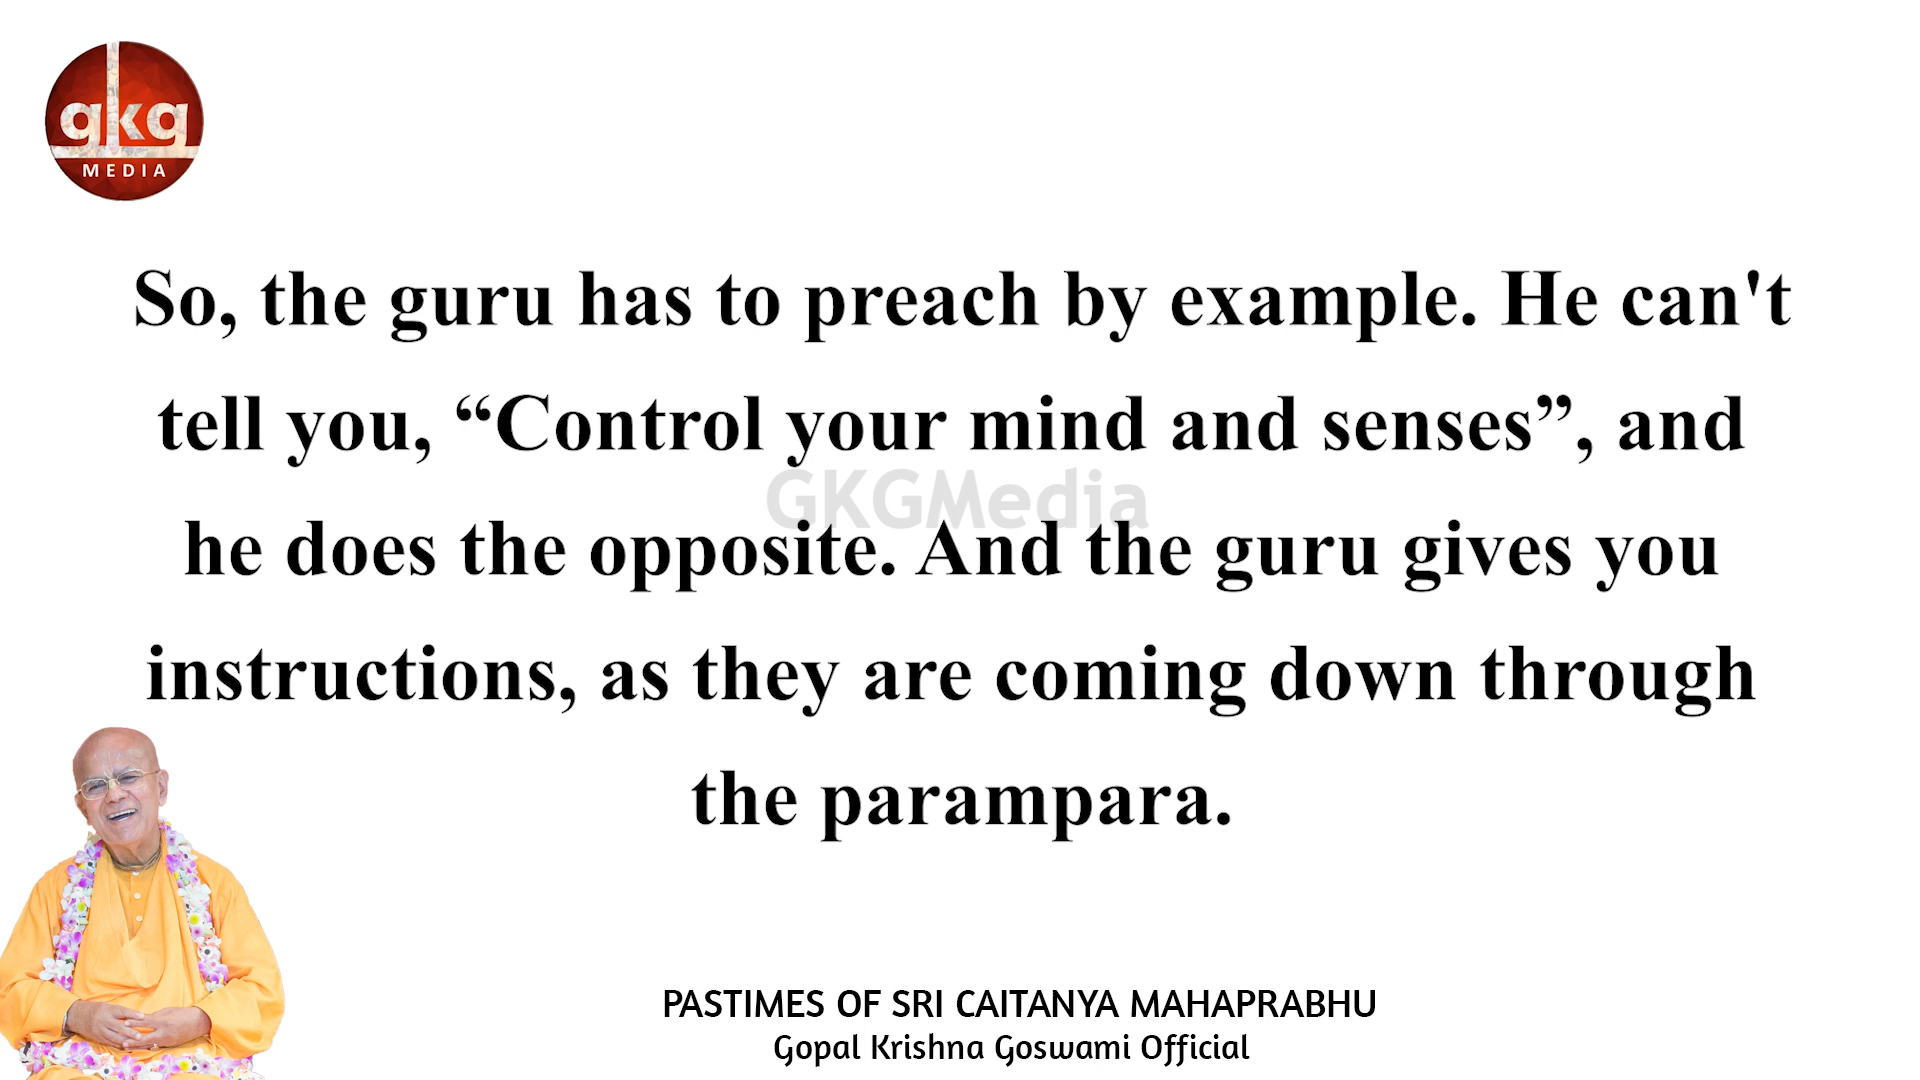 gkg
MEDIA
So, the guru has to preach by example. He can't
tell you, “Control your mind and senses”, and
GKGMedia
he does the opposite. And the guru gives you
instructions, as they are coming down through
the parampara.
PASTIMES OF SRI CAITANYA MAHAPRABHU
Gopal Krishna Goswami Official